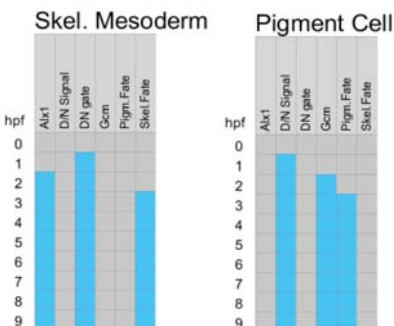 Skel. Mesoderm
hpf
Alx1
D/N Signal
DN gate
Gcm
Pigm.Fate
Skel.Fate
0
1
2
3
4
5
6
7
8
9
Pigment Cell
hpf
Alx1
D/N Signal
DN gate
Gcm
Pigm.Fate
Skel.Fate
0
1
2
3
4
5
6
7
8
9